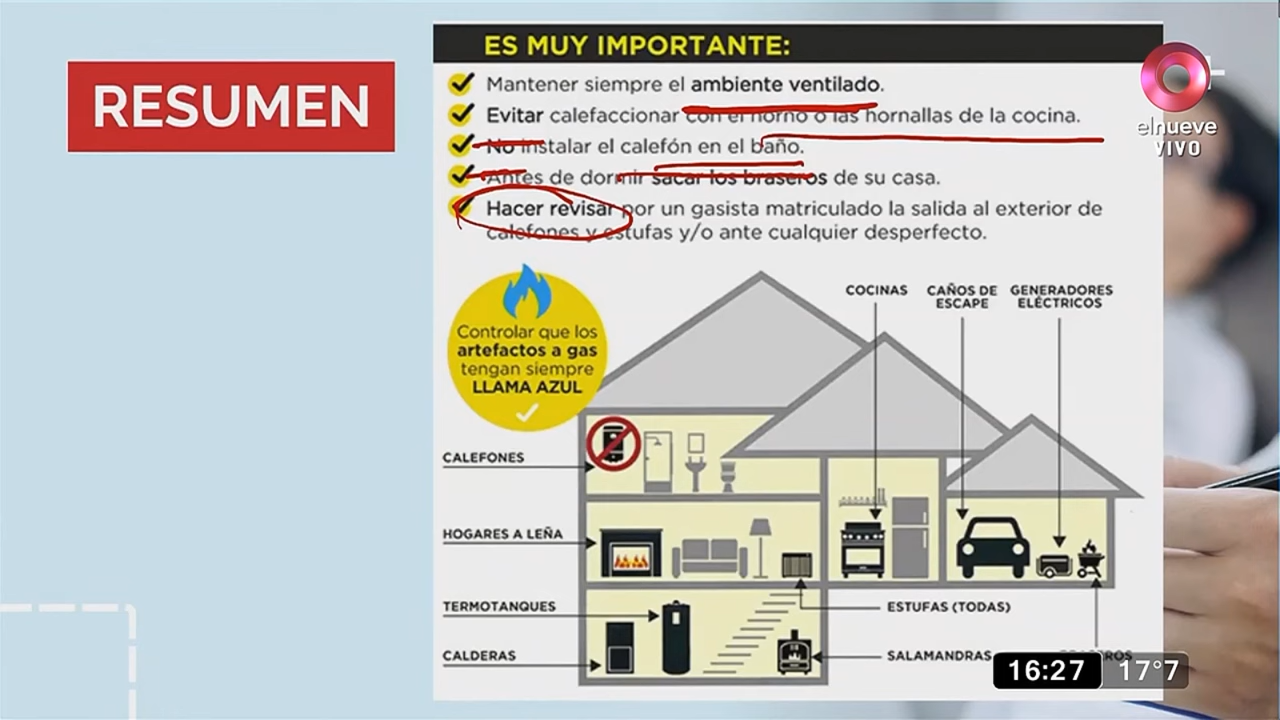 RESUMEN
ES MUY IMPORTANTE:
Mantener siempre el ambiente ventilado.
Evitar calefaccionar con el horno o las hornallas de la cocina.
No instalar el calefón en el baño.
Antes de dormir sacar los braseros de su casa.
Hacer revisar por un gasista matriculado la salida al exterior de
calefones y estufas y/o ante cualquier desperfecto.
elnueve
VIVO
Controlar que los
artefactos a gas
tengan siempre
LLAMA AZUL
COCINAS
CAÑOS DE
ESCAPE
GENERADORES
ELÉCTRICOS
CALEFONES
HOGARES A LEÑA
TERMOTANQUES
ESTUFAS (TODAS)
CALDERAS
SALAMANDRAS
BRASEROS
16:27
17°7